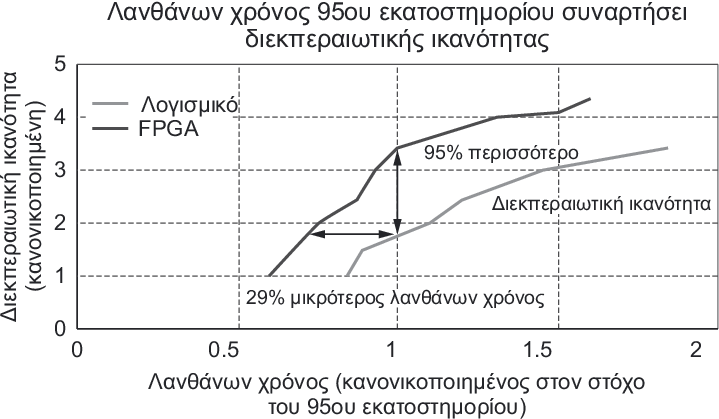 Λανθάνων χρόνος 95ου εκατοστημορίου συναρτήσει
διεκπεραιωτικής ικανότητας
Διεκπεραιωτική ικανότητα
(κανονικοποιημένη)
5
4
3
2
1
0
Λογισμικό
FPGA
95% περισσότερο
Διεκπεραιωτική ικανότητα
29% μικρότερος λανθάνων χρόνος
0
0.5
1
1.5
2
Λανθάνων χρόνος (κανονικοποιημένος στον στόχο
του 95ου εκατοστημορίου)